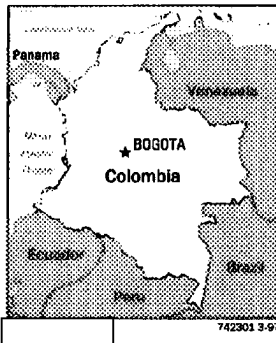 Panama
Venezuela
BOGOTA
Colombia
Ecuador
Brazil
Peru
742301 3-97